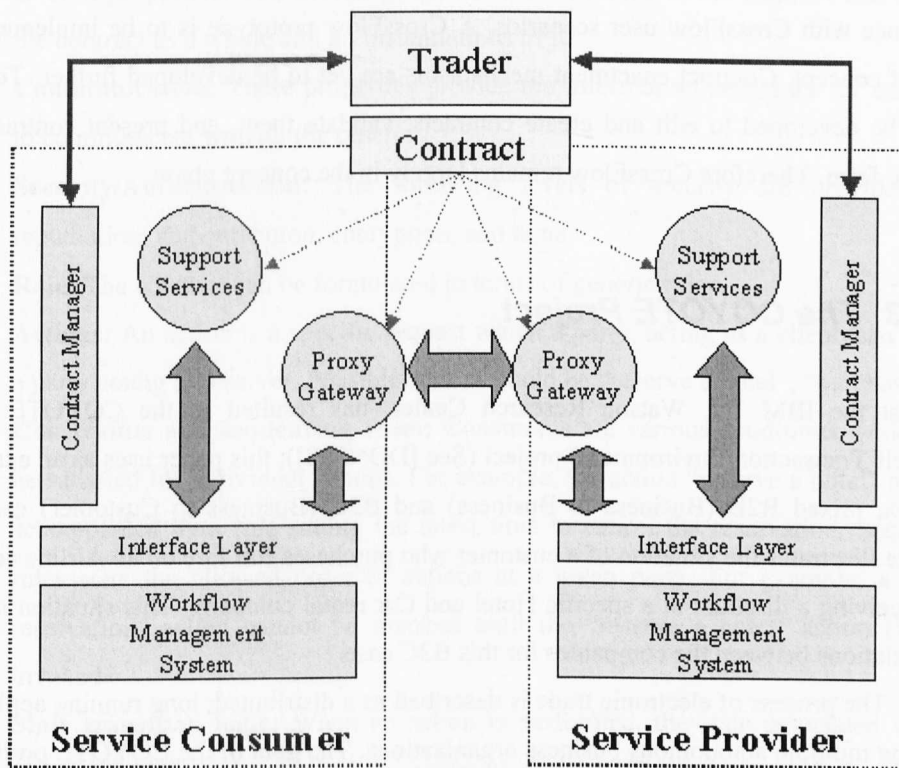 Trader
Contract
Contract Manager
Support
Services
Proxy
Gateway
Interface Layer
Workflow
Management
System
Service Consumer
Proxy
Gateway
Support
Services
Contract Manager
Interface Layer
Workflow
Management
System
Service Provider